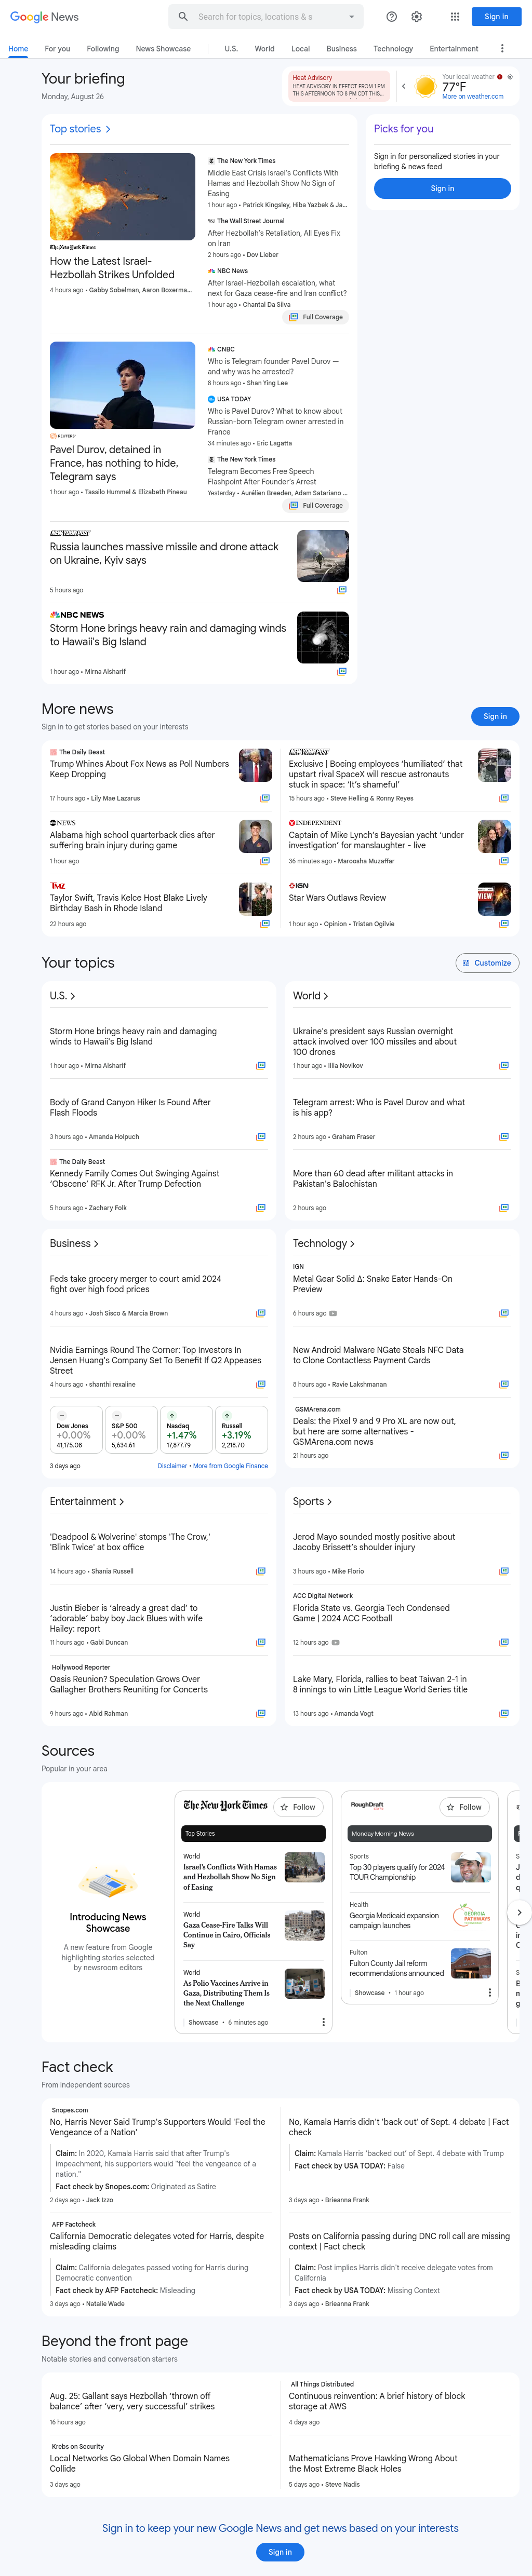 Google News
Search for topics, locations & s
Sign in
Home
For you
Following
News Showcase
U.S.
World
Local
Business
Technology
Entertainment
Your briefing
Monday, August 26
Heat Advisory
HEAT ADVISORY IN EFFECT FROM 1 PM
THIS AFTERNOON TO 8 PM CDT THIS...
Your local weather
77°F
More on weather.com
Top stories
The New York Times
How the Latest Israel-
Hezbollah Strikes Unfolded
4 hours ago • Gabby Sobelman, Aaron Boxerma...
The New York Times
Middle East Crisis Israel's Conflicts With
Hamas and Hezbollah Show No Sign of
Easing
1 hour ago • Patrick Kingsley, Hiba Yazbek & Ja...
The Wall Street Journal
After Hezbollah's Retaliation, All Eyes Fix
on Iran
2 hours ago • Dov Lieber
NBC News
After Israel-Hezbollah escalation, what
next for Gaza cease-fire and Iran conflict?
1 hour ago • Chantal Da Silva
Full Coverage
Picks for you
Sign in for personalized stories in your
briefing & news feed
Sign in
REUTERS
Pavel Durov, detained in
France, has nothing to hide,
Telegram says
1 hour ago • Tassilo Hummel & Elizabeth Pineau
CNBC
Who is Telegram founder Pavel Durov —
and why was he arrested?
8 hours ago • Shan Ying Lee
USA TODAY
Who is Pavel Durov? What to know about
Russian-born Telegram owner arrested in
France
34 minutes ago • Eric Lagatta
The New York Times
Telegram Becomes Free Speech
Flashpoint After Founder's Arrest
Yesterday • Aurélien Breeden, Adam Satariano ...
Full Coverage
NEW YORK POST
Russia launches massive missile and drone attack
on Ukraine, Kyiv says
5 hours ago
NBC NEWS
Storm Hone brings heavy rain and damaging winds
to Hawaii's Big Island
1 hour ago • Mirna Alsharif
More news
Sign in to get stories based on your interests
Sign in
The Daily Beast
Trump Whines About Fox News as Poll Numbers
Keep Dropping
17 hours ago • Lily Mae Lazarus
NEW YORK POST
Exclusive | Boeing employees 'humiliated' that
upstart rival SpaceX will rescue astronauts
stuck in space: 'It's shameful'
15 hours ago • Steve Helling & Ronny Reyes
abc NEWS
Alabama high school quarterback dies after
suffering brain injury during game
1 hour ago
INDEPENDENT
Captain of Mike Lynch's Bayesian yacht 'under
investigation' for manslaughter - live
36 minutes ago • Maroosha Muzaffar
TMZ
Taylor Swift, Travis Kelce Host Blake Lively
Birthday Bash in Rhode Island
22 hours ago
IGN
Star Wars Outlaws Review
1 hour ago • Opinion • Tristan Ogilvie
Your topics
Customize
U.S.
Storm Hone brings heavy rain and damaging
winds to Hawaii's Big Island
1 hour ago • Mirna Alsharif
Body of Grand Canyon Hiker Is Found After
Flash Floods
3 hours ago • Amanda Holpuch
The Daily Beast
Kennedy Family Comes Out Swinging Against
'Obscene' RFK Jr. After Trump Defection
5 hours ago • Zachary Folk
World
Ukraine's president says Russian overnight
attack involved over 100 missiles and about
100 drones
1 hour ago • Illia Novikov
Telegram arrest: Who is Pavel Durov and what
is his app?
2 hours ago • Graham Fraser
More than 60 dead after militant attacks in
Pakistan's Balochistan
2 hours ago
Business
Feds take grocery merger to court amid 2024
fight over high food prices
4 hours ago • Josh Sisco & Marcia Brown
Nvidia Earnings Round The Corner: Top Investors In
Jensen Huang's Company Set To Benefit If Q2 Appeases
Street
4 hours ago • shanthi rexaline
Dow Jones
+0.00%
41,175.08
S&P 500
+0.00%
5,634.61
Nasdaq
+1.47%
17,877.79
Russell
+3.19%
2,218.70
3 days ago
Disclaimer • More from Google Finance
Technology
IGN
Metal Gear Solid Δ: Snake Eater Hands-On
Preview
6 hours ago
New Android Malware NGate Steals NFC Data
to Clone Contactless Payment Cards
8 hours ago • Ravie Lakshmanan
GSMArena.com
Deals: the Pixel 9 and 9 Pro XL are now out,
but here are some alternatives -
GSMArena.com news
21 hours ago
Entertainment
'Deadpool & Wolverine' stomps 'The Crow,'
'Blink Twice' at box office
14 hours ago • Shania Russell
Justin Bieber is 'already a great dad' to
'adorable' baby boy Jack Blues with wife
Hailey: report
11 hours ago • Gabi Duncan
Hollywood Reporter
Oasis Reunion? Speculation Grows Over
Gallagher Brothers Reuniting for Concerts
9 hours ago • Abid Rahman
Sports
Jerod Mayo sounded mostly positive about
Jacoby Brissett's shoulder injury
3 hours ago • Mike Florio
ACC Digital Network
Florida State vs. Georgia Tech Condensed
Game | 2024 ACC Football
12 hours ago
Lake Mary, Florida, rallies to beat Taiwan 2-1 in
8 innings to win Little League World Series title
13 hours ago • Amanda Vogt
Sources
Popular in your area
Introducing News
Showcase
A new feature from Google
highlighting stories selected
by newsroom editors
The New York Times
Follow
Top Stories
World
Israel's Conflicts With Hamas
and Hezbollah Show No Sign
of Easing
World
Gaza Cease-Fire Talks Will
Continue in Cairo, Officials
Say
World
As Polio Vaccines Arrive in
Gaza, Distributing Them Is
the Next Challenge
Showcase • 6 minutes ago
RoughDraft
Follow
Monday Morning News
Sports
Top 30 players qualify for 2024
TOUR Championship
Health
Georgia Medicaid expansion
campaign launches
GEORGIA
PATHWAYS
Fulton
Fulton County Jail reform
recommendations announced
Showcase • 1 hour ago
Fact check
From independent sources
Snopes.com
No, Harris Never Said Trump's Supporters Would 'Feel the
Vengeance of a Nation'
Claim: In 2020, Kamala Harris said that after Trump's
impeachment, his supporters would "feel the vengeance of a
nation."
Fact check by Snopes.com: Originated as Satire
2 days ago • Jack Izzo
No, Kamala Harris didn't 'back out' of Sept. 4 debate | Fact
check
Claim: Kamala Harris 'backed out' of Sept. 4 debate with Trump
Fact check by USA TODAY: False
3 days ago • Brieanna Frank
AFP Factcheck
California Democratic delegates voted for Harris, despite
misleading claims
Claim: California delegates passed voting for Harris during
Democratic convention
Fact check by AFP Factcheck: Misleading
3 days ago • Natalie Wade
Posts on California passing during DNC roll call are missing
context | Fact check
Claim: Post implies Harris didn't receive delegate votes from
California
Fact check by USA TODAY: Missing Context
3 days ago • Brieanna Frank
Beyond the front page
Notable stories and conversation starters
Aug. 25: Gallant says Hezbollah 'thrown off
balance' after 'very, very successful' strikes
16 hours ago
All Things Distributed
Continuous reinvention: A brief history of block
storage at AWS
4 days ago
Krebs on Security
Local Networks Go Global When Domain Names
Collide
3 days ago
Mathematicians Prove Hawking Wrong About
the Most Extreme Black Holes
5 days ago • Steve Nadis
Sign in to keep your new Google News and get news based on your interests
Sign in